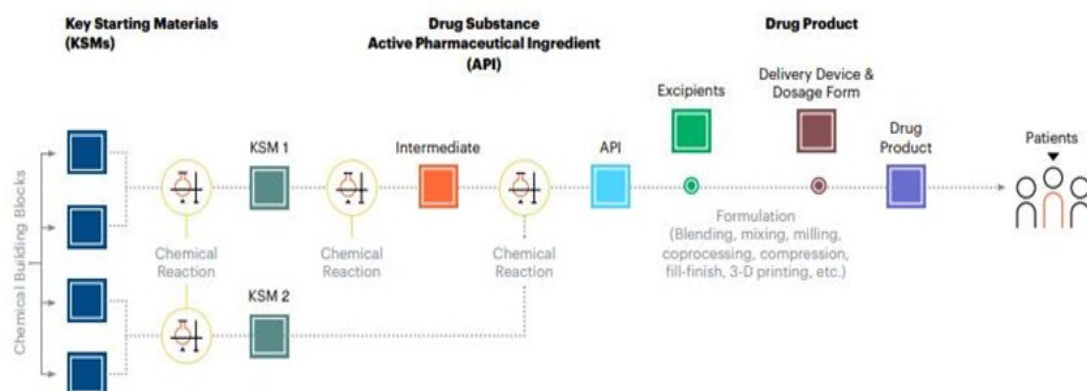 Key Starting Materials
(KSMs)
Drug Substance
Active Pharmaceutical Ingredient
(API)
Drug Product
Chemical Building Blocks
KSM 1
Intermediate
API
Excipients
Delivery Device &
Dosage Form
Drug
Product
Patients
Chemical
Reaction
Chemical
Reaction
Chemical
Reaction
Formulation
(Blending, mixing, milling,
coprocessing, compression,
fill-finish, 3-D printing, etc.)
KSM 2